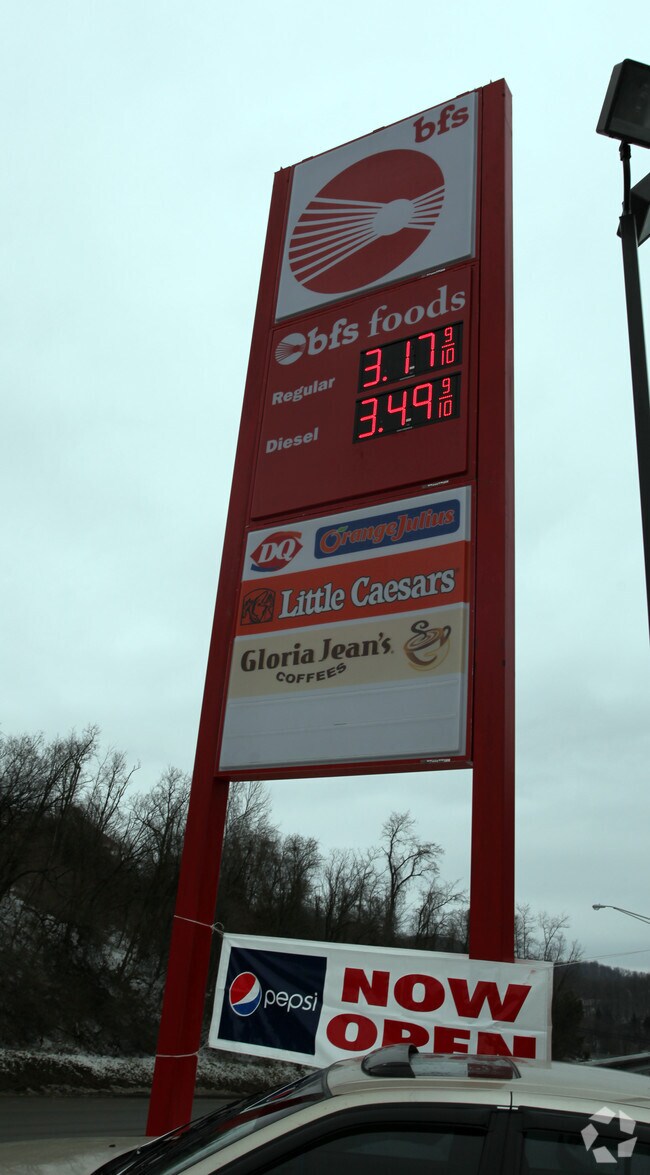 bfs
bfs foods
Regular 3.17 9/10
Diesel 3.49 9/10
DQ Orange Julius
Little Caesars
Gloria Jean's
COFFEES
pepsi NOW
OPEN